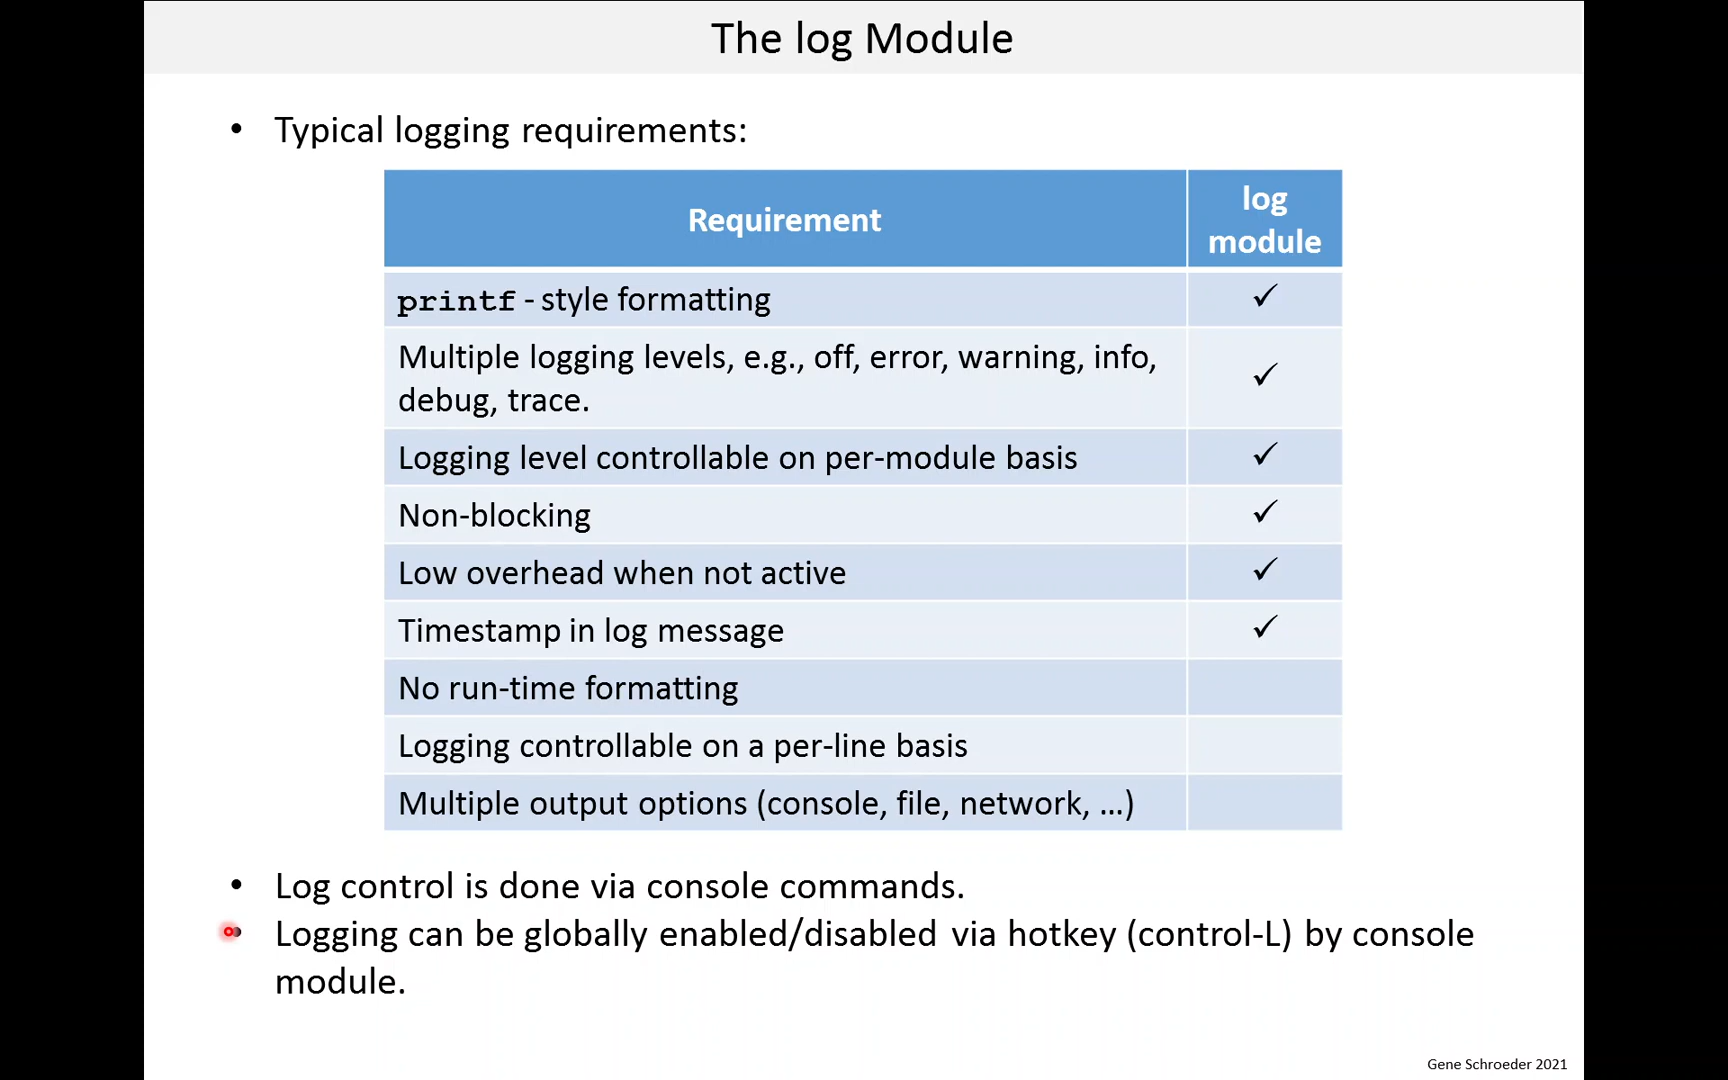 The log Module
• Typical logging requirements:
Requirement
log
module
printf - style formatting ✓
Multiple logging levels, e.g., off, error, warning, info,
debug, trace. ✓
Logging level controllable on per-module basis ✓
Non-blocking ✓
Low overhead when not active ✓
Timestamp in log message ✓
No run-time formatting
Logging controllable on a per-line basis
Multiple output options (console, file, network, ...)
• Log control is done via console commands.
• Logging can be globally enabled/disabled via hotkey (control-L) by console
module.
Gene Schroeder 2021